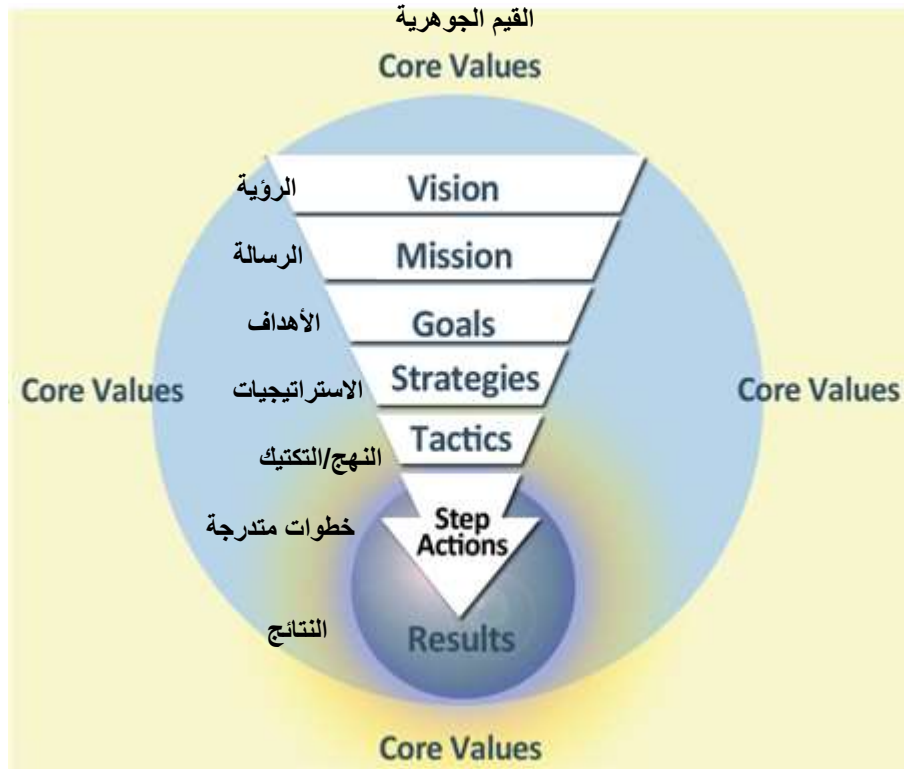 القيم الجوهرية
Core Values
الرؤية
Vision
الرسالة
Mission
الأهداف
Goals
الاستراتيجيات
Strategies
Core Values
Core Values
النهج/التكتيك
Tactics
خطوات متدرجة
Step
Actions
النتائج
Results
Core Values